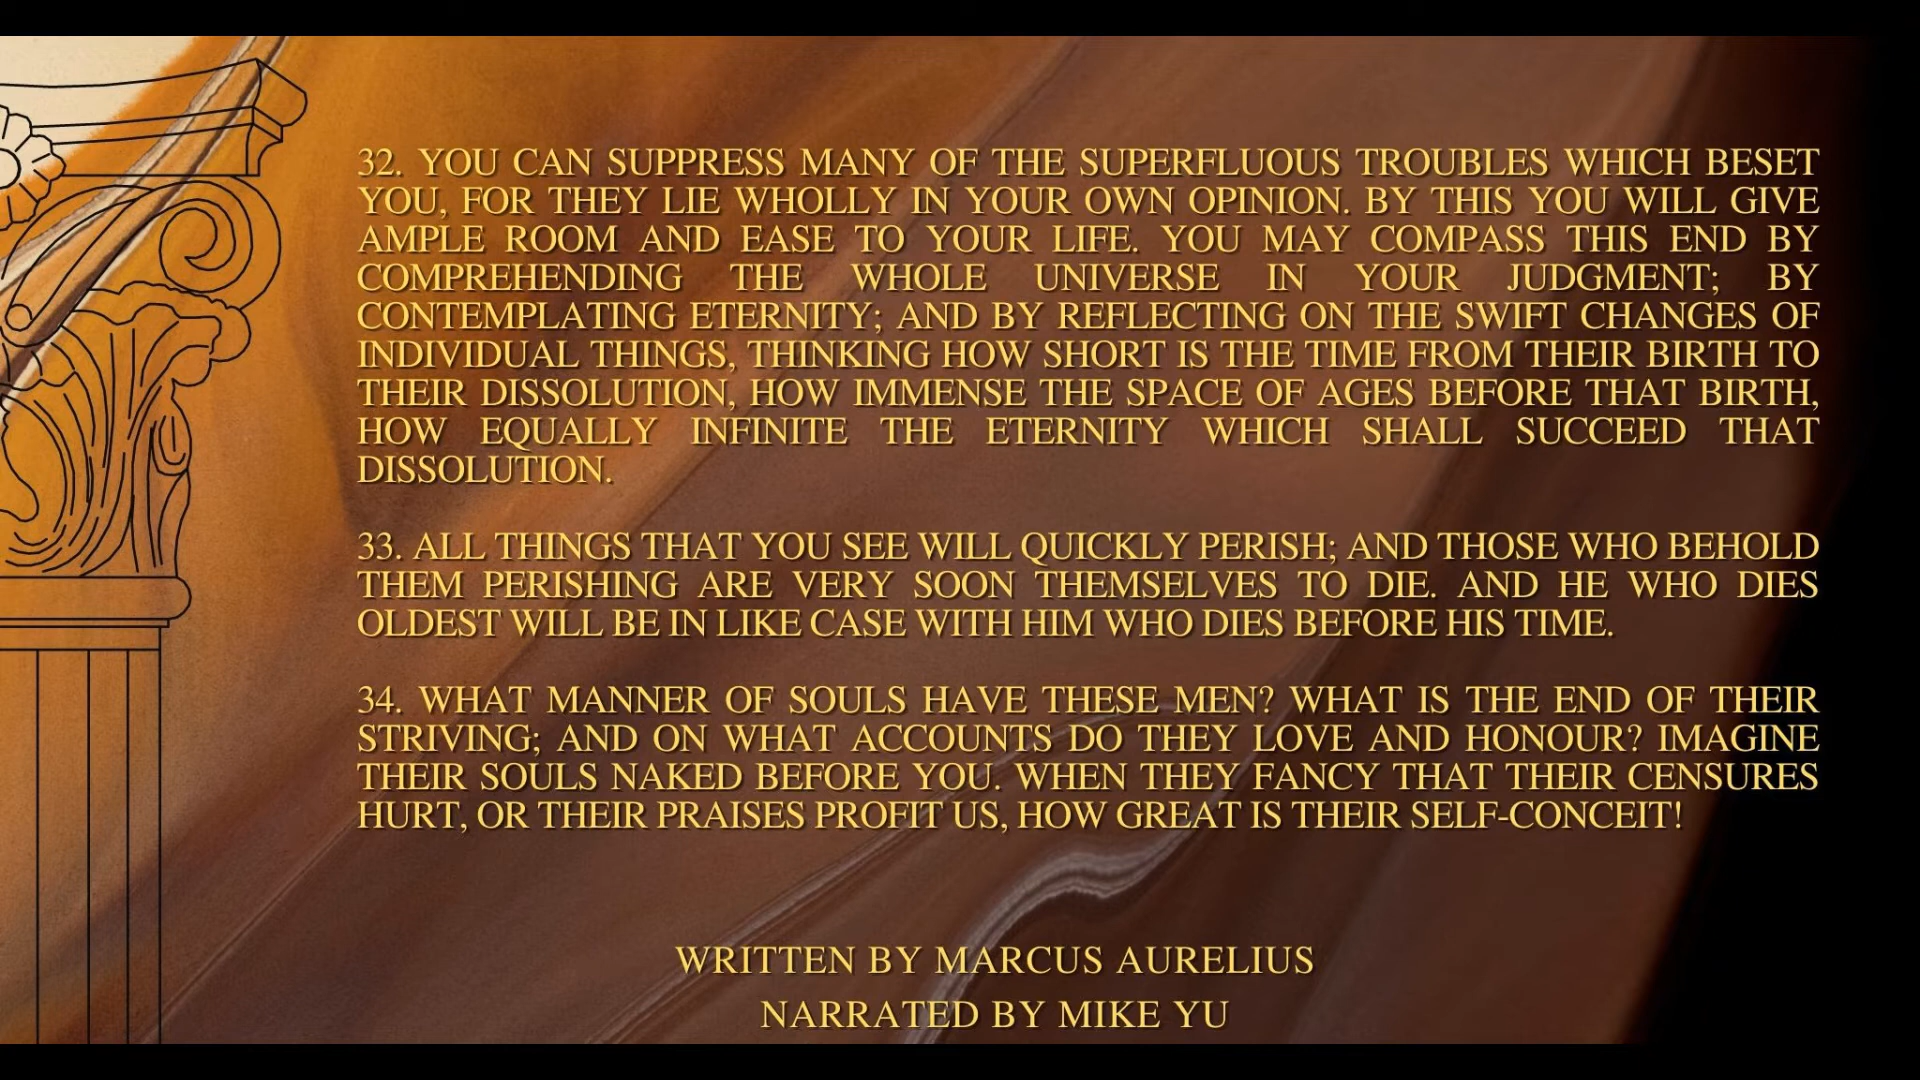 32. YOU CAN SUPPRESS MANY OF THE SUPERFLUOUS TROUBLES WHICH BESET
YOU, FOR THEY LIE WHOLLY IN YOUR OWN OPINION. BY THIS YOU WILL GIVE
AMPLE ROOM AND EASE TO YOUR LIFE. YOU MAY COMPASS THIS END BY
COMPREHENDING THE WHOLE UNIVERSE IN YOUR JUDGMENT; BY
CONTEMPLATING ETERNITY; AND BY REFLECTING ON THE SWIFT CHANGES OF
INDIVIDUAL THINGS, THINKING HOW SHORT IS THE TIME FROM THEIR BIRTH TO
THEIR DISSOLUTION, HOW IMMENSE THE SPACE OF AGES BEFORE THAT BIRTH,
HOW EQUALLY INFINITE THE ETERNITY WHICH SHALL SUCCEED THAT
DISSOLUTION.
33. ALL THINGS THAT YOU SEE WILL QUICKLY PERISH; AND THOSE WHO BEHOLD
THEM PERISHING ARE VERY SOON THEMSELVES TO DIE. AND HE WHO DIES
OLDEST WILL BE IN LIKE CASE WITH HIM WHO DIES BEFORE HIS TIME.
34. WHAT MANNER OF SOULS HAVE THESE MEN? WHAT IS THE END OF THEIR
STRIVING; AND ON WHAT ACCOUNTS DO THEY LOVE AND HONOUR? IMAGINE
THEIR SOULS NAKED BEFORE YOU. WHEN THEY FANCY THAT THEIR CENSURES
HURT, OR THEIR PRAISES PROFIT US, HOW GREAT IS THEIR SELF-CONCEIT!
WRITTEN BY MARCUS AURELIUS
NARRATED BY MIKE YU